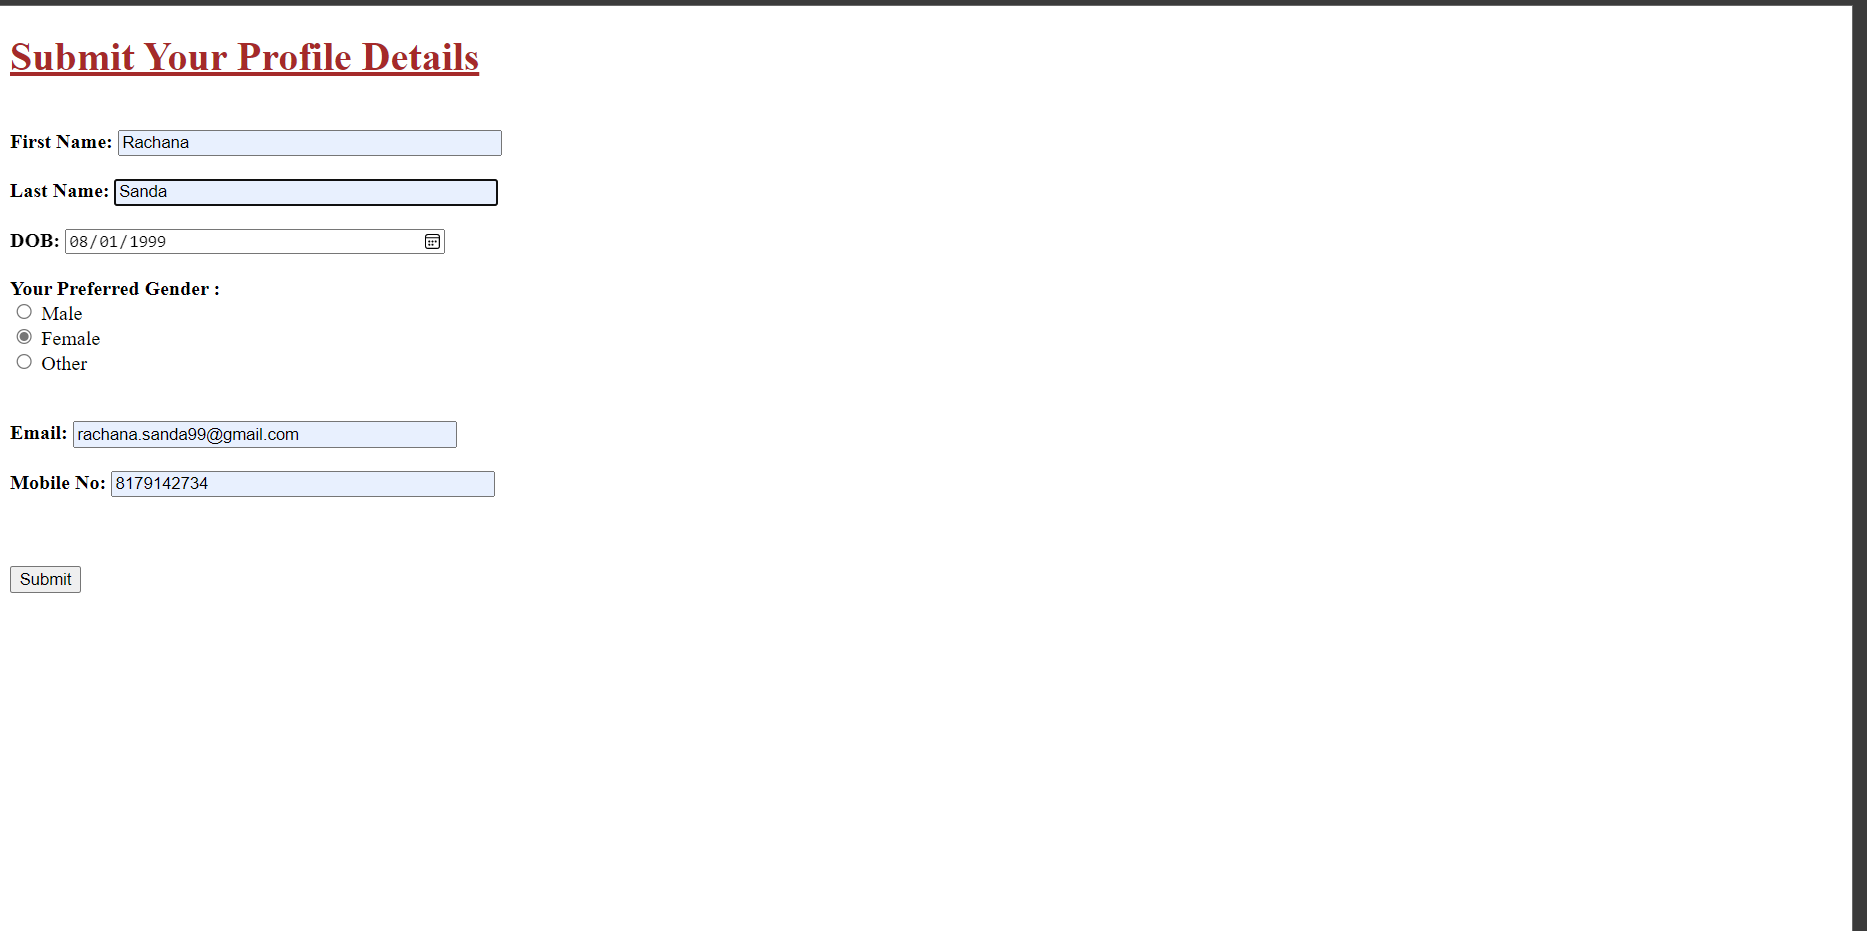 Submit Your Profile Details
First Name: Rachana
Last Name: Sanda
DOB: 08/01/1999
Your Preferred Gender :
Male
Female
Other
Email: rachana.sanda99@gmail.com
Mobile No: 8179142734
Submit